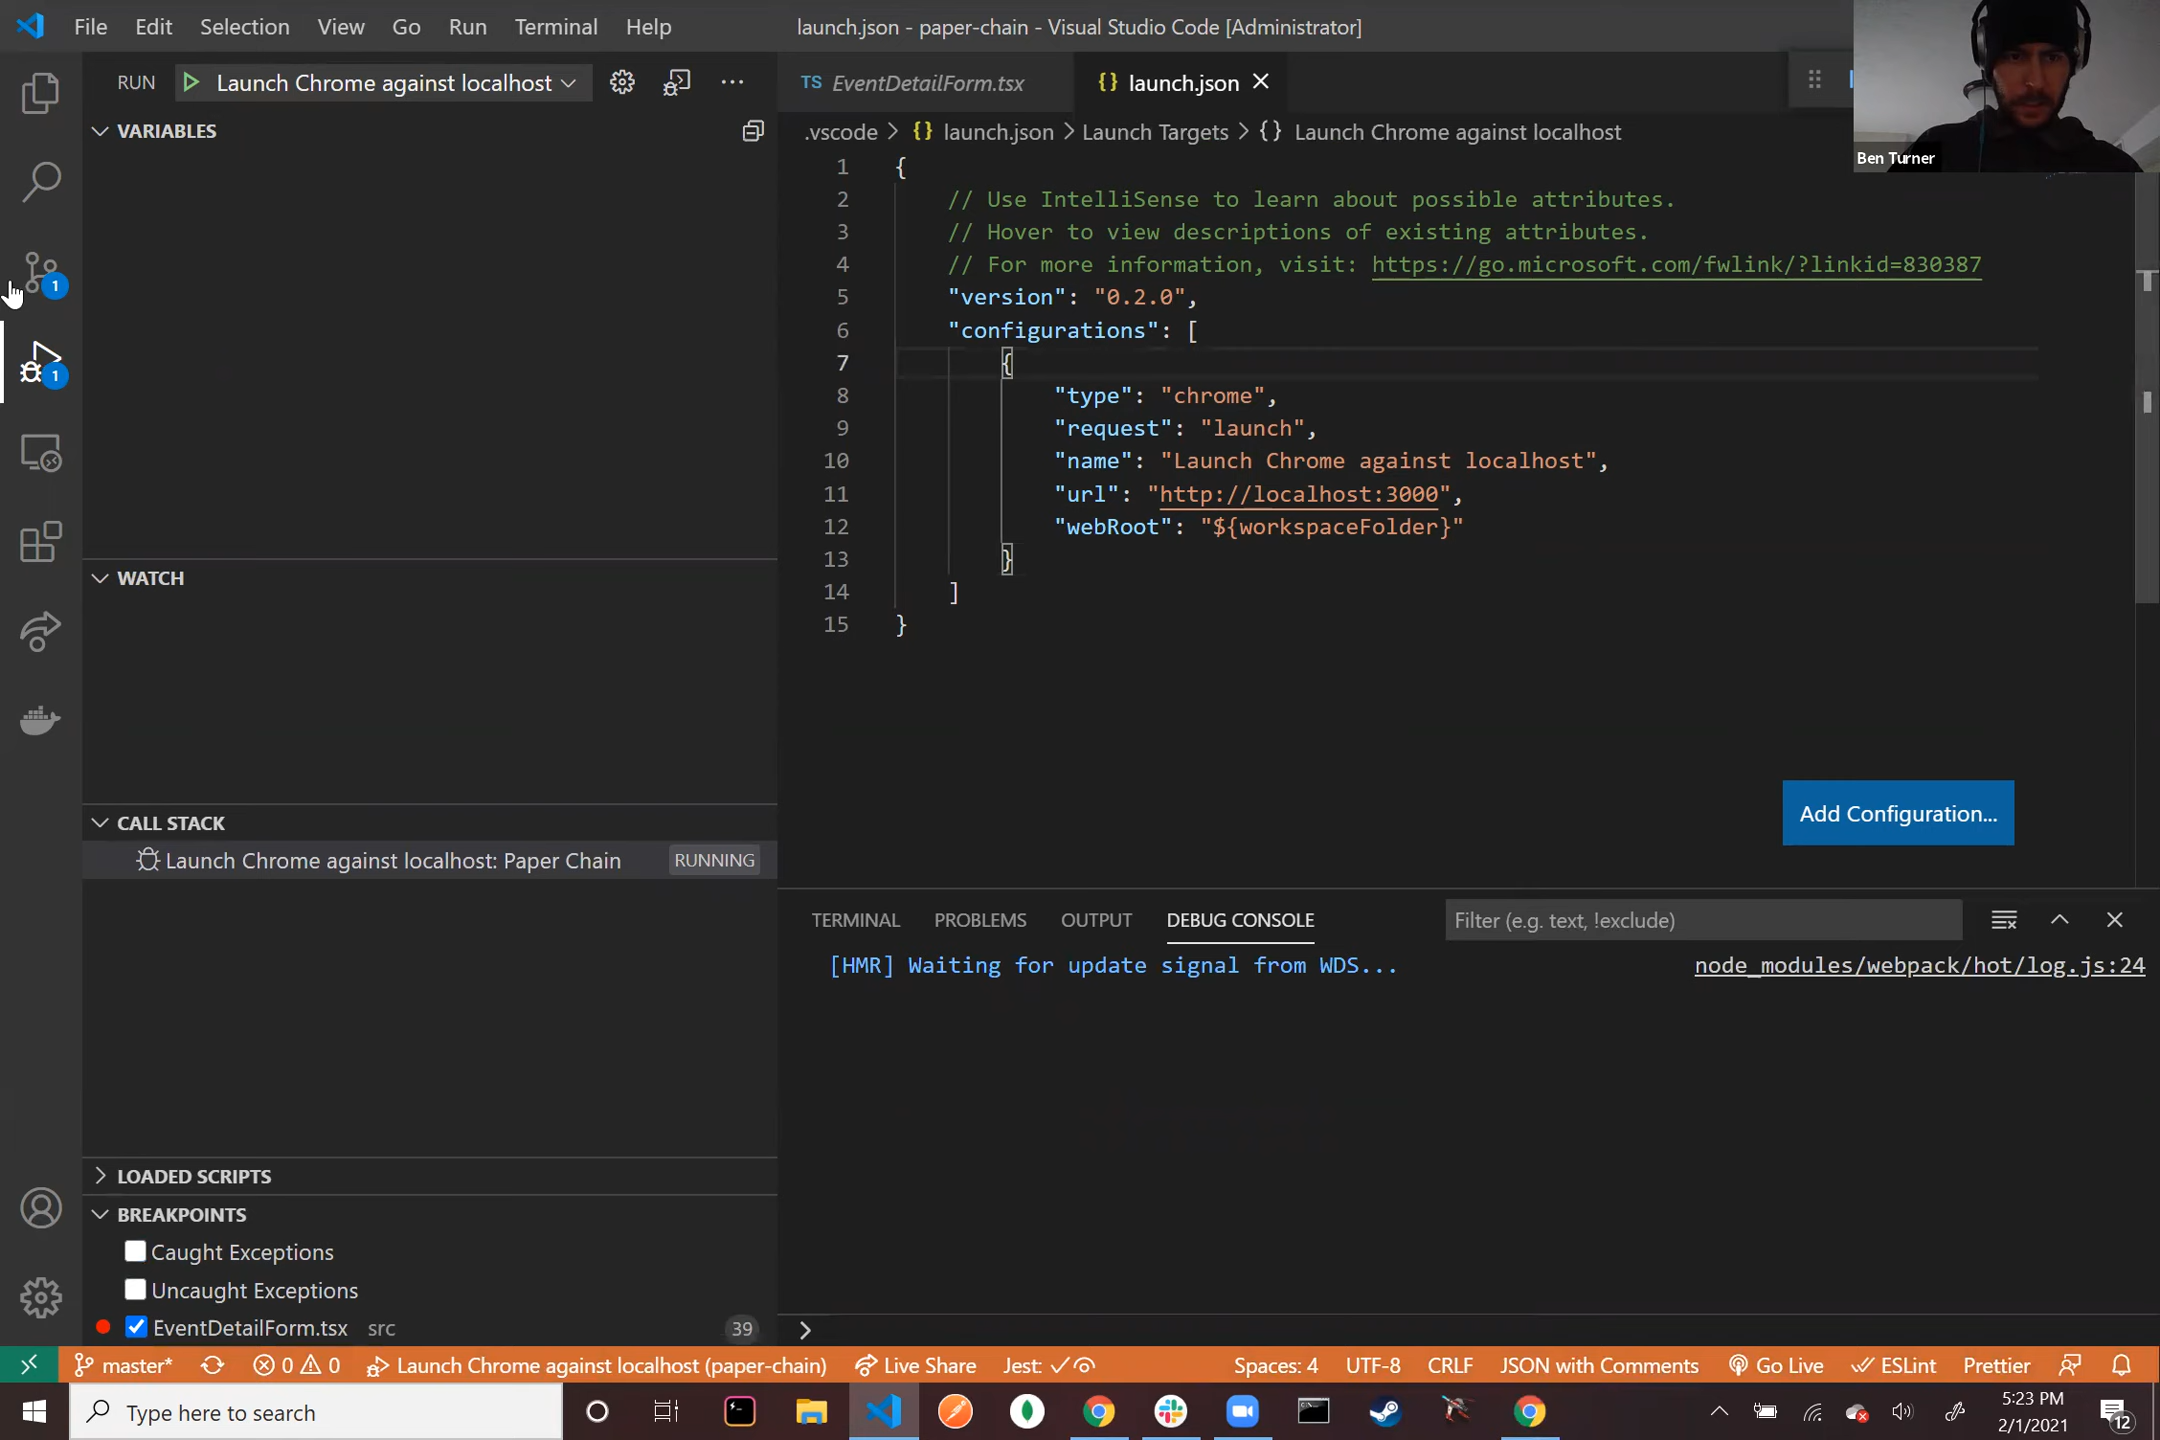 File Edit Selection View Go Run Terminal Help
launch.json - paper-chain - Visual Studio Code [Administrator]
Ben Turner
RUN Launch Chrome against localhost
VARIABLES
WATCH
CALL STACK
Launch Chrome against localhost: Paper Chain RUNNING
LOADED SCRIPTS
BREAKPOINTS
Caught Exceptions
Uncaught Exceptions
EventDetailForm.tsx src 39
1
1
TS EventDetailForm.tsx {} launch.json
.vscode > {} launch.json > Launch Targets > {} Launch Chrome against localhost
1 {
2 // Use IntelliSense to learn about possible attributes.
3 // Hover to view descriptions of existing attributes.
4 // For more information, visit: https://go.microsoft.com/fwlink/?linkid=830387
5 "version": "0.2.0",
6 "configurations": [
7 {
8 "type": "chrome",
9 "request": "launch",
10 "name": "Launch Chrome against localhost",
11 "url": "http://localhost:3000",
12 "webRoot": "${workspaceFolder}"
13 }
14 ]
15 }
Add Configuration...
TERMINAL PROBLEMS OUTPUT DEBUG CONSOLE Filter (e.g. text, !exclude)
[HMR] Waiting for update signal from WDS... node_modules/webpack/hot/log.js:24
>
master* 0 0 Launch Chrome against localhost (paper-chain) Live Share Jest: Spaces: 4 UTF-8 CRLF JSON with Comments Go Live ESLint Prettier
Type here to search
5:23 PM
2/1/2021
12